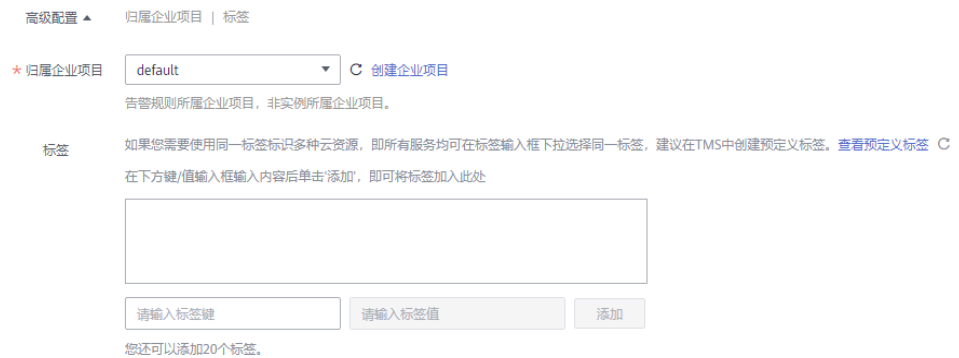 高级配置 ▲ 归属企业项目 | 标签
* 归属企业项目 default 创建企业项目
告警规则所属企业项目，非实例所属企业项目。
标签 如果您需要使用同一标签标识多种云资源，即所有服务均可在标签输入框下拉选择同一标签，建议在TMS中创建预定义标签。查看预定义标签
在下方键/值输入框输入内容后单击'添加'，即可将标签加入此处
请输入标签键 请输入标签值 添加
您还可以添加20个标签。